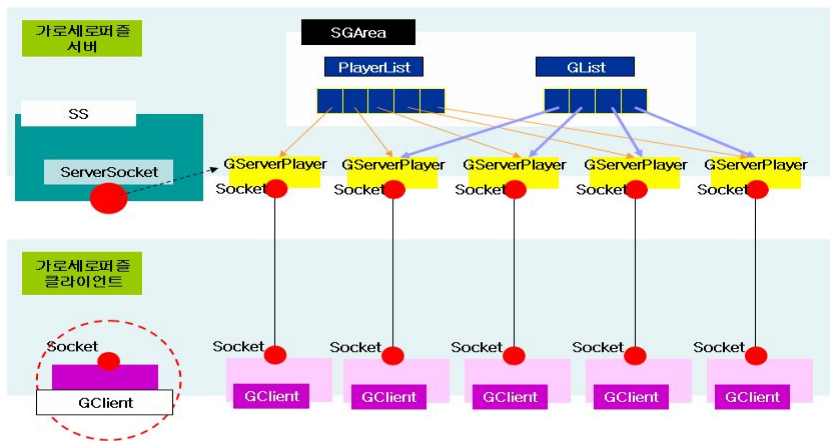 가로세로퍼즐
서버
SGArea
PlayerList
GList
SS
ServerSocket
GServerPlayer
GServerPlayer
GServerPlayer
GServerPlayer
GServerPlayer
Socket
Socket
Socket
Socket
Socket
가로세로퍼즐
클라이언트
Socket
Socket
Socket
Socket
Socket
Socket
GClient
GClient
GClient
GClient
GClient
GClient